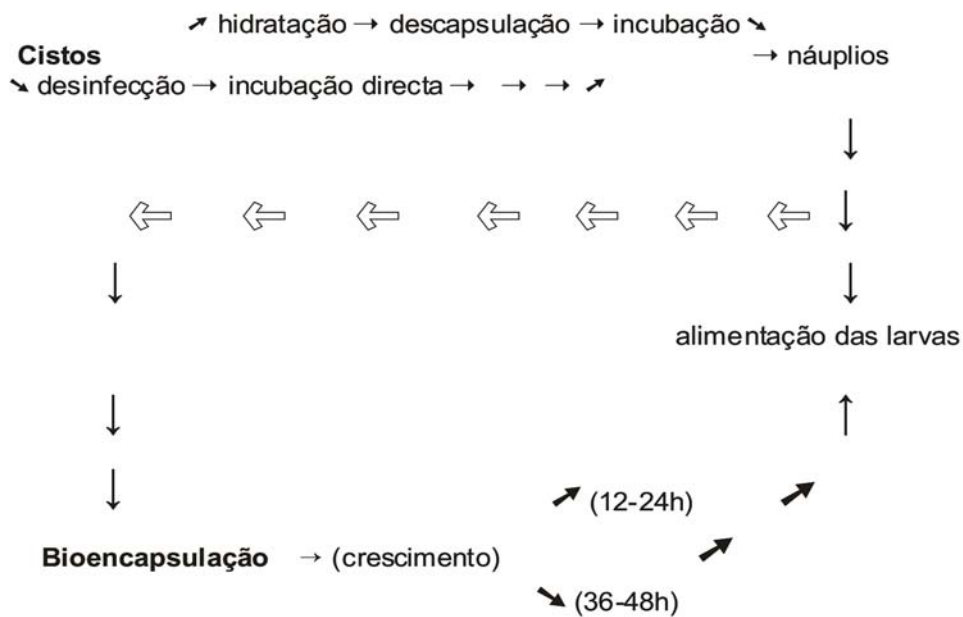 ↗ hidratação → descapsulação → incubação ↘
Cistos → náuplios
↘ desinfecção → incubação directa → → → ↗
alimentação das larvas
↗ (12-24h)
Bioencapsulação → (crescimento)
↘ (36-48h)